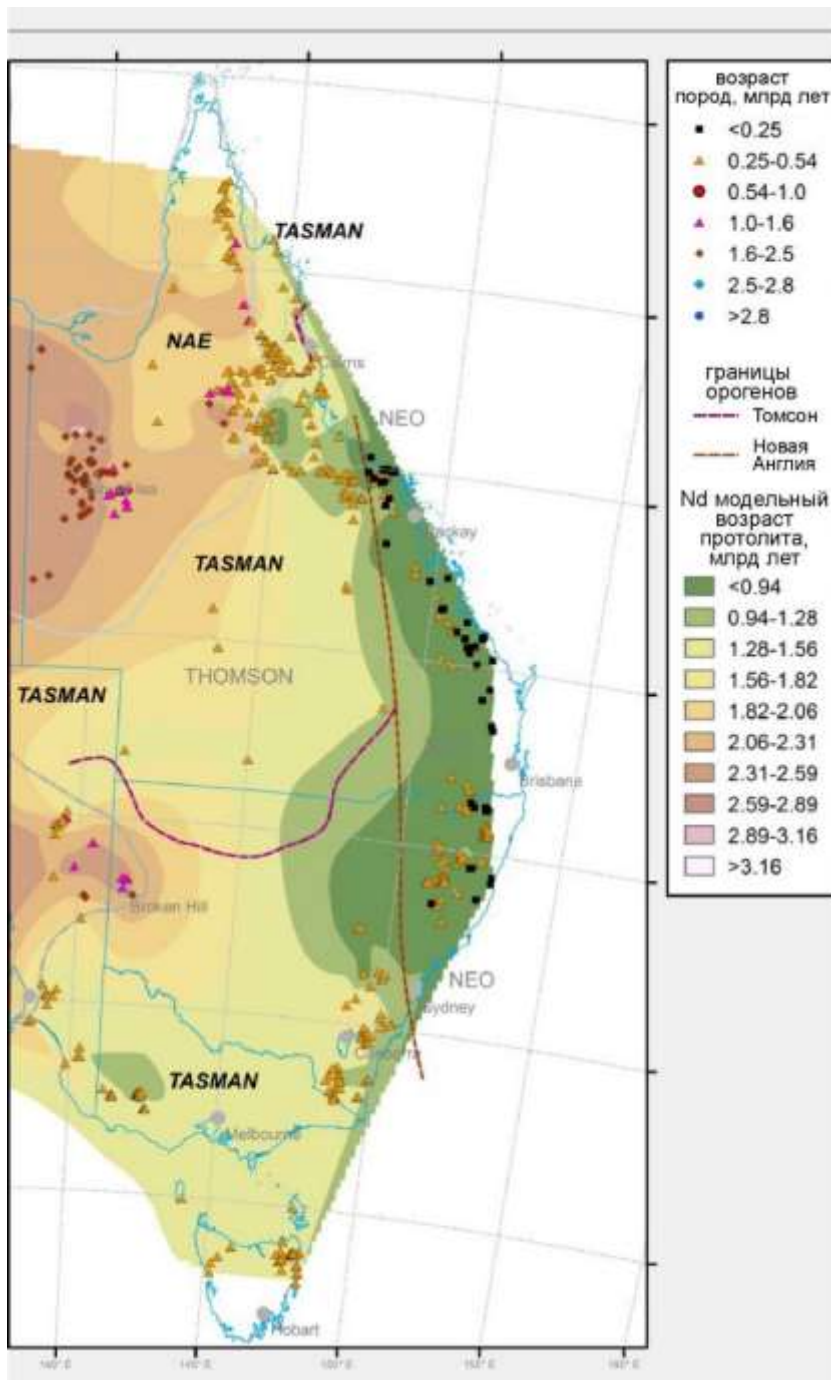 TASMAN
NAE
Cairns
NEO
TASMAN
THOMSON
TASMAN
Brisbane
Broken Hill
NEO
Sydney
TASMAN
Canberra
Melbourne
Hobart
возраст
пород, млрд лет
<0.25
0.25-0.54
0.54-1.0
1.0-1.6
1.6-2.5
2.5-2.8
>2.8
границы
орогенов
Томсон
Новая
Англия
Nd модельный
возраст
протолита,
млрд лет
<0.94
0.94-1.28
1.28-1.56
1.56-1.82
1.82-2.06
2.06-2.31
2.31-2.59
2.59-2.89
2.89-3.16
>3.16